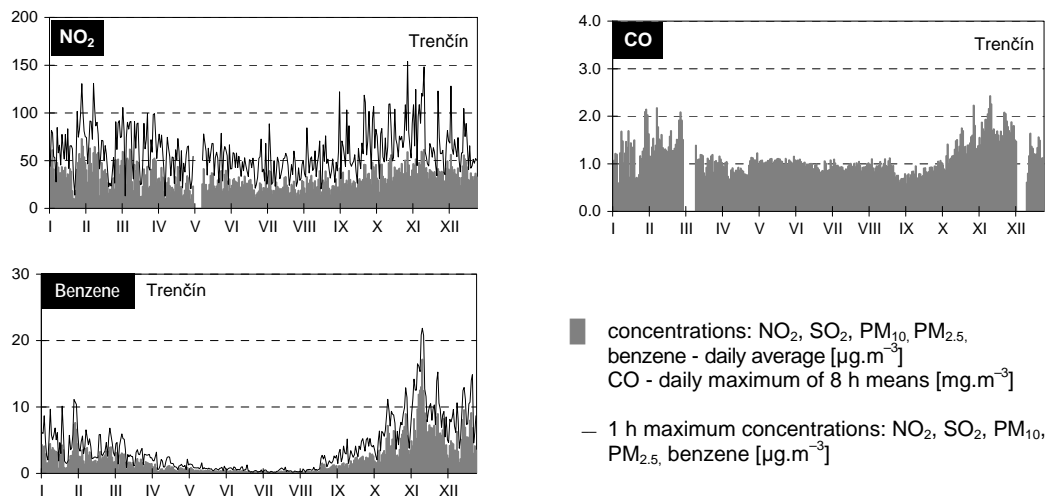 200
150
100
50
0
NO₂
Trenčín
I II III IV V VI VII VIII IX X XI XII
4.0
3.0
2.0
1.0
0.0
CO
Trenčín
I II III IV V VI VII VIII IX X XI XII
30
20
10
0
Benzene Trenčín
I II III IV V VI VII VIII IX X XI XII
concentrations: NO₂, SO₂, PM₁₀, PM₂.₅,
benzene - daily average [µg.m⁻³]
CO - daily maximum of 8 h means [mg.m⁻³]
1 h maximum concentrations: NO₂, SO₂, PM₁₀,
PM₂.₅, benzene [µg.m⁻³]